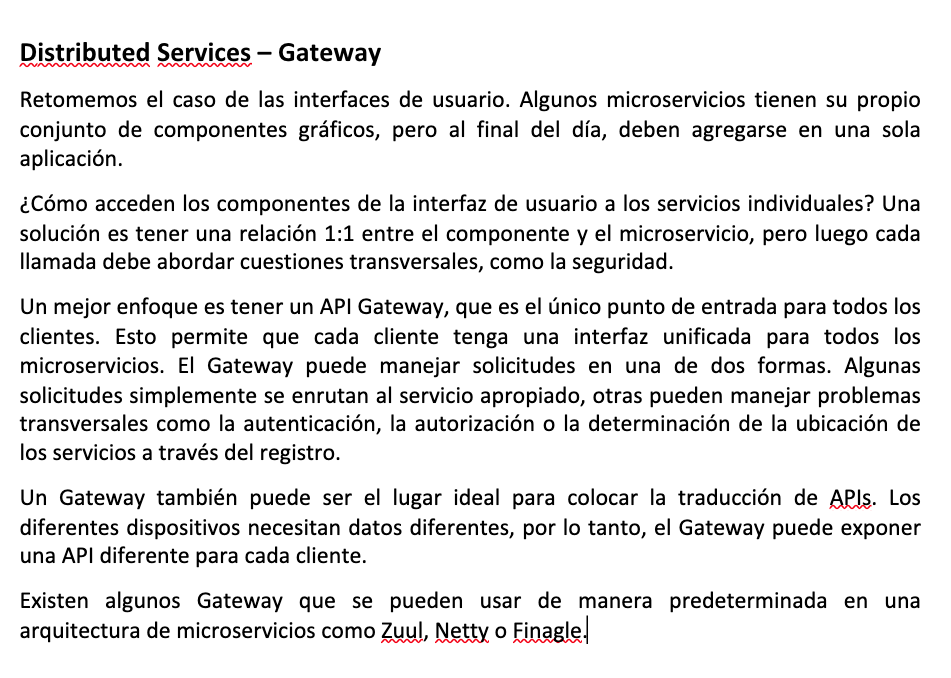 Distributed Services – Gateway
Retomemos el caso de las interfaces de usuario. Algunos microservicios tienen su propio
conjunto de componentes gráficos, pero al final del día, deben agregarse en una sola
aplicación.
¿Cómo acceden los componentes de la interfaz de usuario a los servicios individuales? Una
solución es tener una relación 1:1 entre el componente y el microservicio, pero luego cada
llamada debe abordar cuestiones transversales, como la seguridad.
Un mejor enfoque es tener un API Gateway, que es el único punto de entrada para todos los
clientes. Esto permite que cada cliente tenga una interfaz unificada para todos los
microservicios. El Gateway puede manejar solicitudes en una de dos formas. Algunas
solicitudes simplemente se enrutan al servicio apropiado, otras pueden manejar problemas
transversales como la autenticación, la autorización o la determinación de la ubicación de
los servicios a través del registro.
Un Gateway también puede ser el lugar ideal para colocar la traducción de APIs. Los
diferentes dispositivos necesitan datos diferentes, por lo tanto, el Gateway puede exponer
una API diferente para cada cliente.
Existen algunos Gateway que se pueden usar de manera predeterminada en una
arquitectura de microservicios como Zuul, Netty o Finagle.